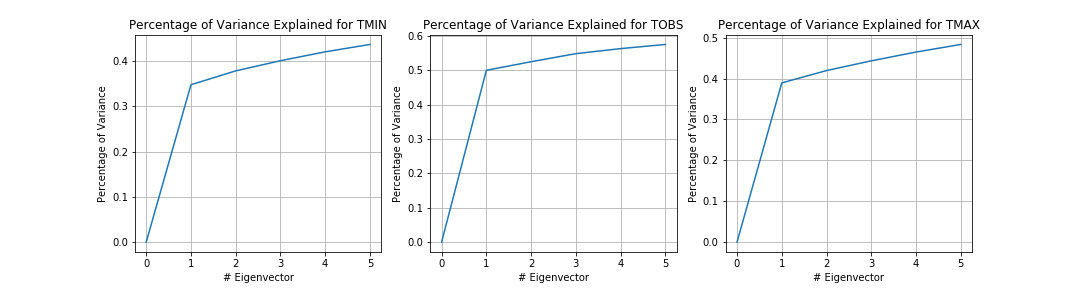 Percentage of Variance Explained for TMIN
Percentage of Variance
0.4
0.3
0.2
0.1
0.0
0 1 2 3 4 5
# Eigenvector
Percentage of Variance Explained for TOBS
Percentage of Variance
0.6
0.5
0.4
0.3
0.2
0.1
0.0
0 1 2 3 4 5
# Eigenvector
Percentage of Variance Explained for TMAX
Percentage of Variance
0.5
0.4
0.3
0.2
0.1
0.0
0 1 2 3 4 5
# Eigenvector